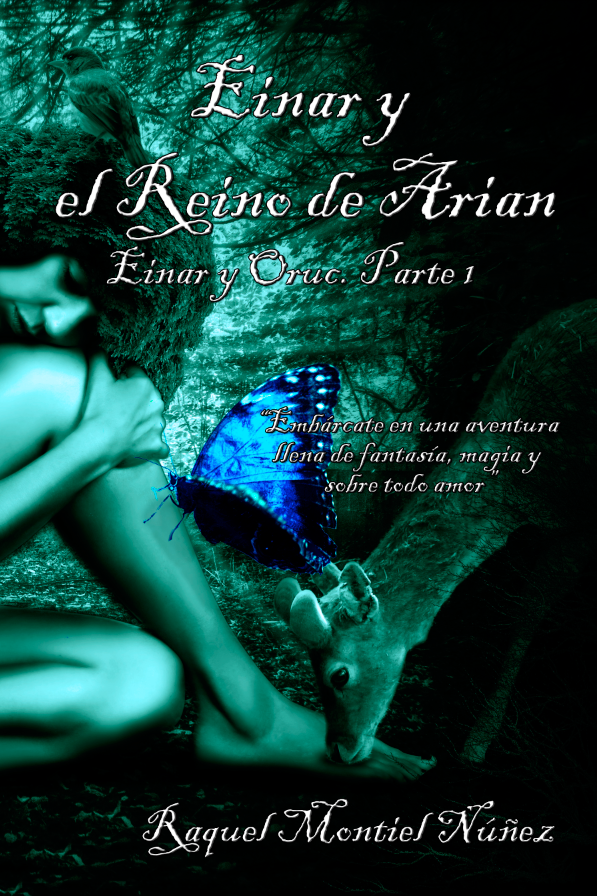 Einar y
el Reino de Arian
Einar y Oruc. Parte 1
"Embárcate en una aventura
llena de fantasía, magia y
sobre todo amor"
Raquel Montiel Núñez